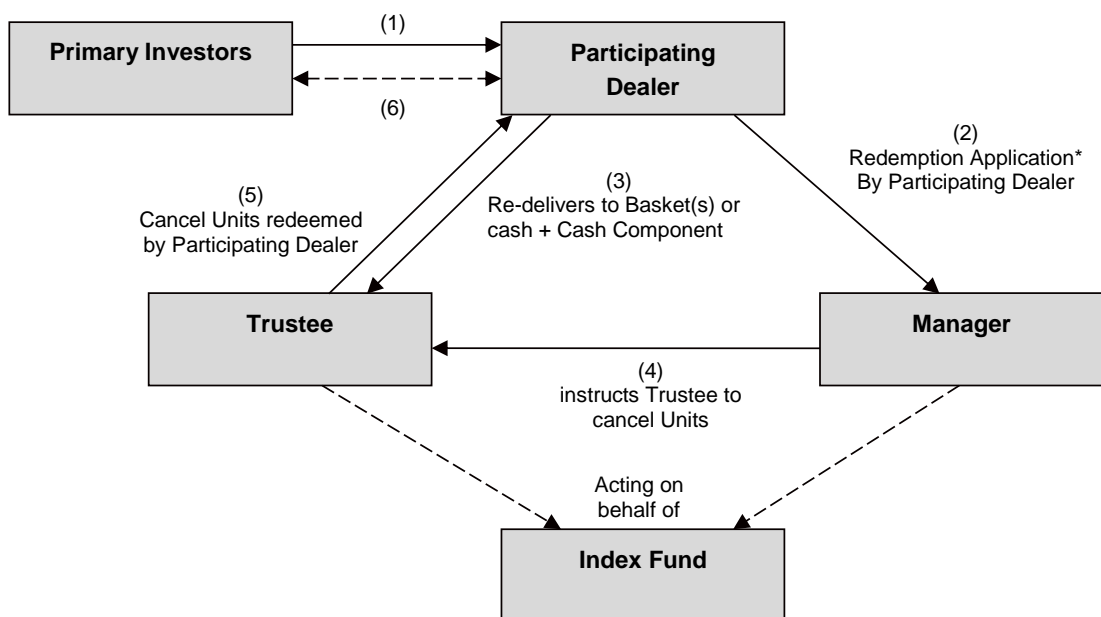 (1)
Primary Investors
Participating
Dealer
(6)
(2)
Redemption Application*
By Participating Dealer
(3)
Re-delivers to Basket(s) or
cash + Cash Component
(5)
Cancel Units redeemed
by Participating Dealer
Trustee
Manager
(4)
instructs Trustee to
cancel Units
Acting on
behalf of
Index Fund